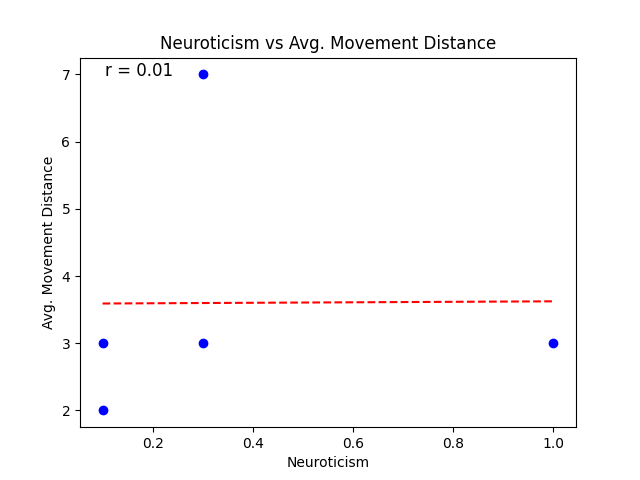 Neuroticism vs Avg. Movement Distance
r = 0.01
7
6
5
4
3
2
Avg. Movement Distance
0.2 0.4 0.6 0.8 1.0
Neuroticism